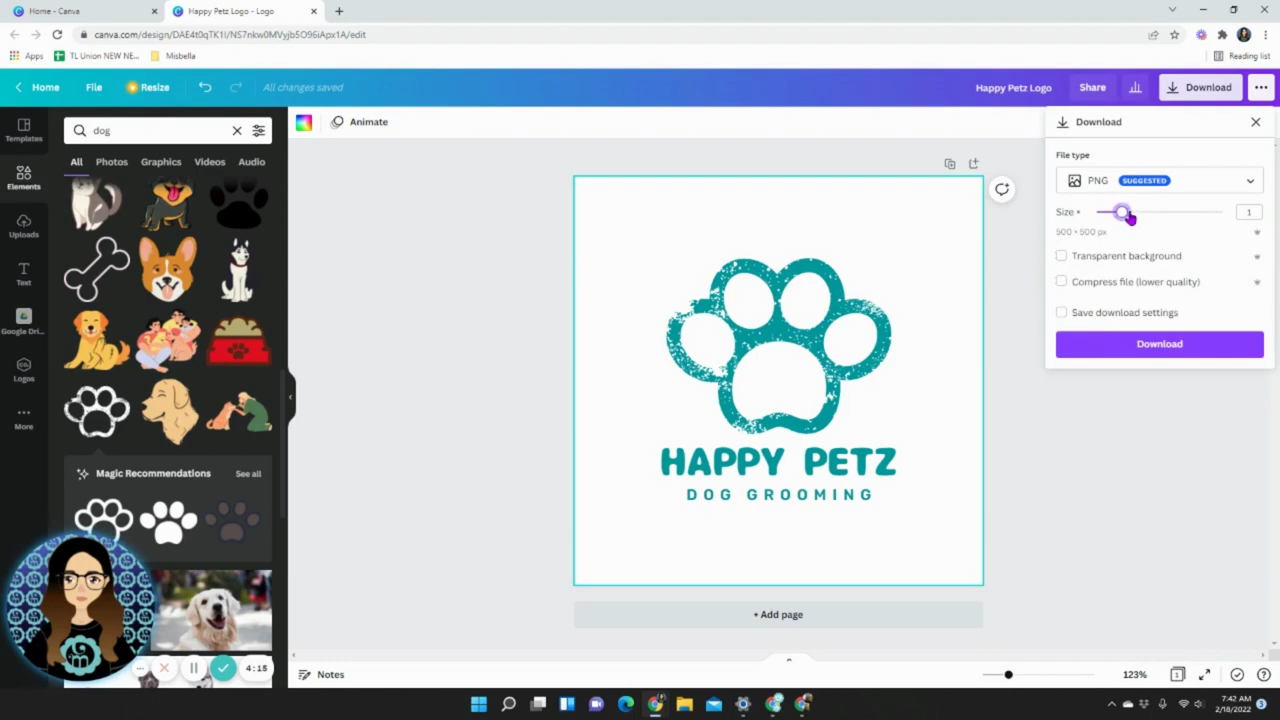 Home - Canva
Happy Petz Logo - Logo
canva.com/design/DAE4t0qTK1I/NS7nkw0MVyjb5O96iApx1A/edit
Apps
TL Union NEW NE...
Misbella
Reading list
Home
File
Resize
All changes saved
Happy Petz Logo
Share
Download
Templates
Elements
Uploads
Text
Google Dri...
Logos
More
dog
All
Photos
Graphics
Videos
Audio
Magic Recommendations
See all
Animate
HAPPY PETZ
DOG GROOMING
+ Add page
Download
File type
PNG
SUGGESTED
Size
1
500 × 500 px
Transparent background
Compress file (lower quality)
Save download settings
Download
4:15
Notes
123%
1
7:42 AM
2/18/2022
3